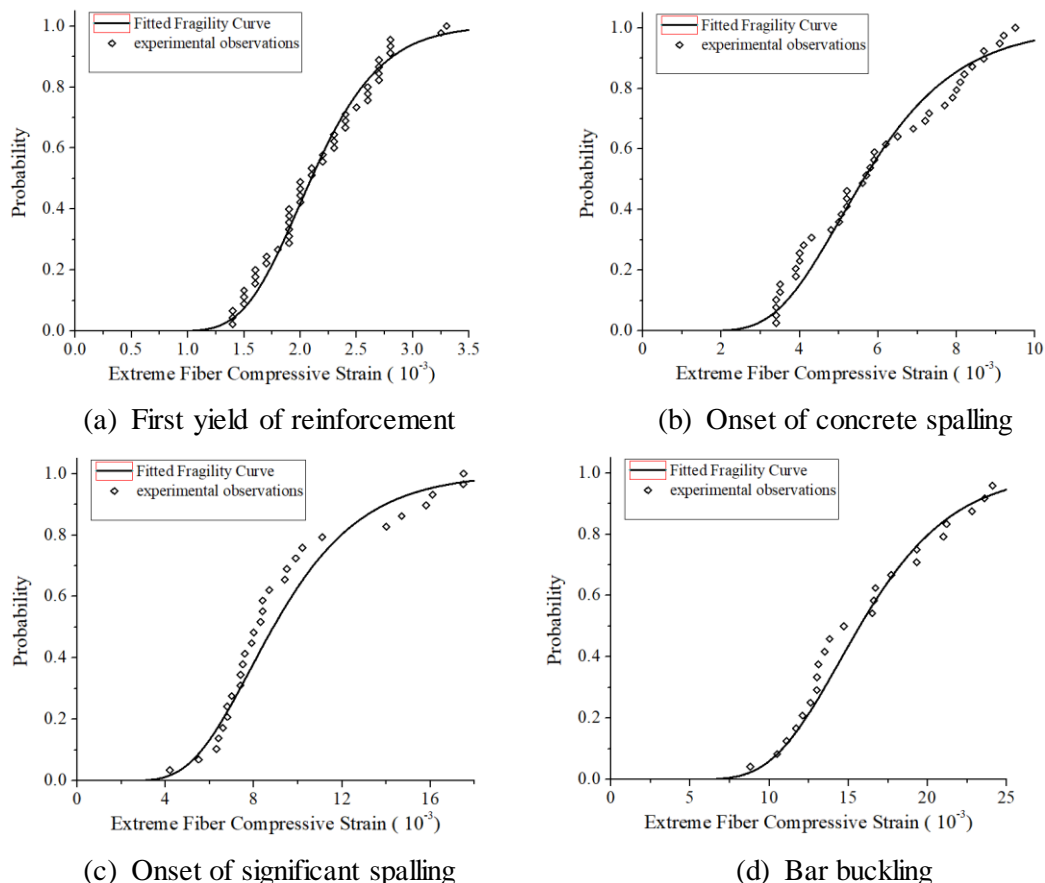 Fitted Fragility Curve
experimental observations
1.0
0.8
0.6
0.4
0.2
0.0
Probability
0.0 0.5 1.0 1.5 2.0 2.5 3.0 3.5
Extreme Fiber Compressive Strain ( 10-3)
(a) First yield of reinforcement
Fitted Fragility Curve
experimental observations
1.0
0.8
0.6
0.4
0.2
0.0
Probability
0 2 4 6 8 10
Extreme Fiber Compressive Strain ( 10-3)
(b) Onset of concrete spalling
Fitted Fragility Curve
experimental observations
1.0
0.8
0.6
0.4
0.2
0.0
Probability
4 8 12 16
Extreme Fiber Compressive Strain ( 10-3)
(c) Onset of significant spalling
Fitted Fragility Curve
experimental observations
1.0
0.8
0.6
0.4
0.2
0.0
Probability
0 5 10 15 20 25
Extreme Fiber Compressive Strain ( 10-3)
(d) Bar buckling